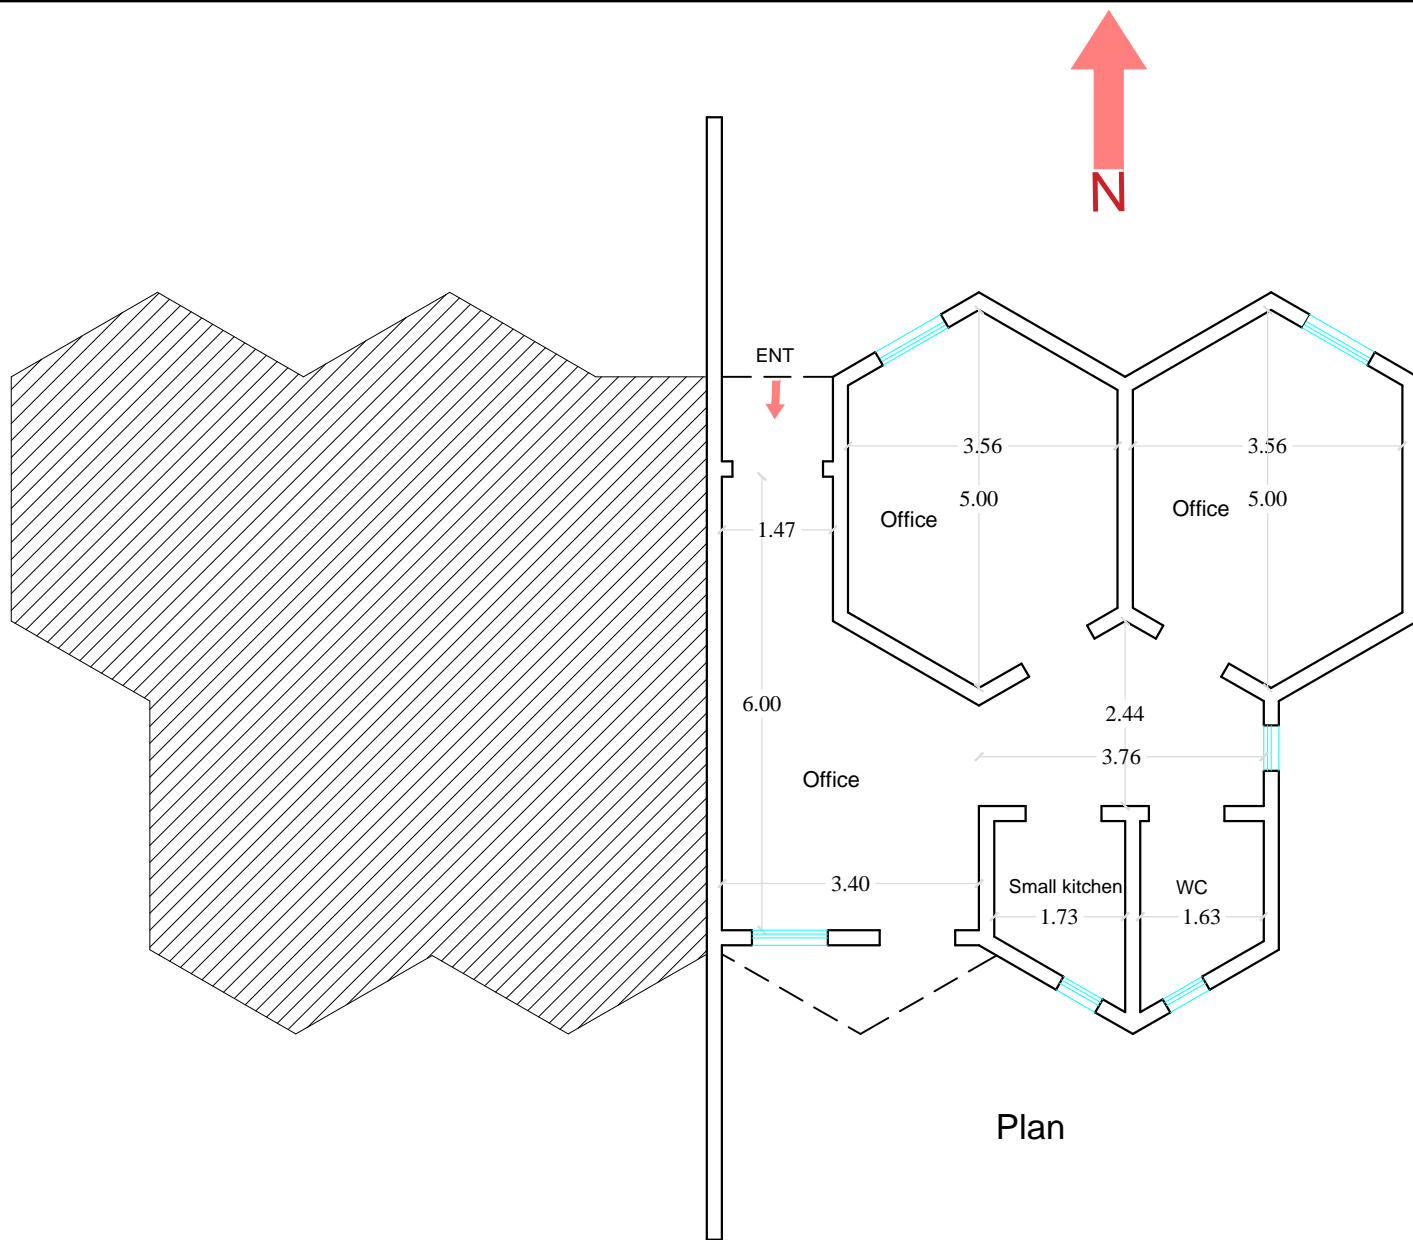 N
ENT
3.56
3.56
5.00
5.00
Office
Office
1.47
6.00
2.44
3.76
Office
3.40
Small kitchen
WC
1.73
1.63
Plan